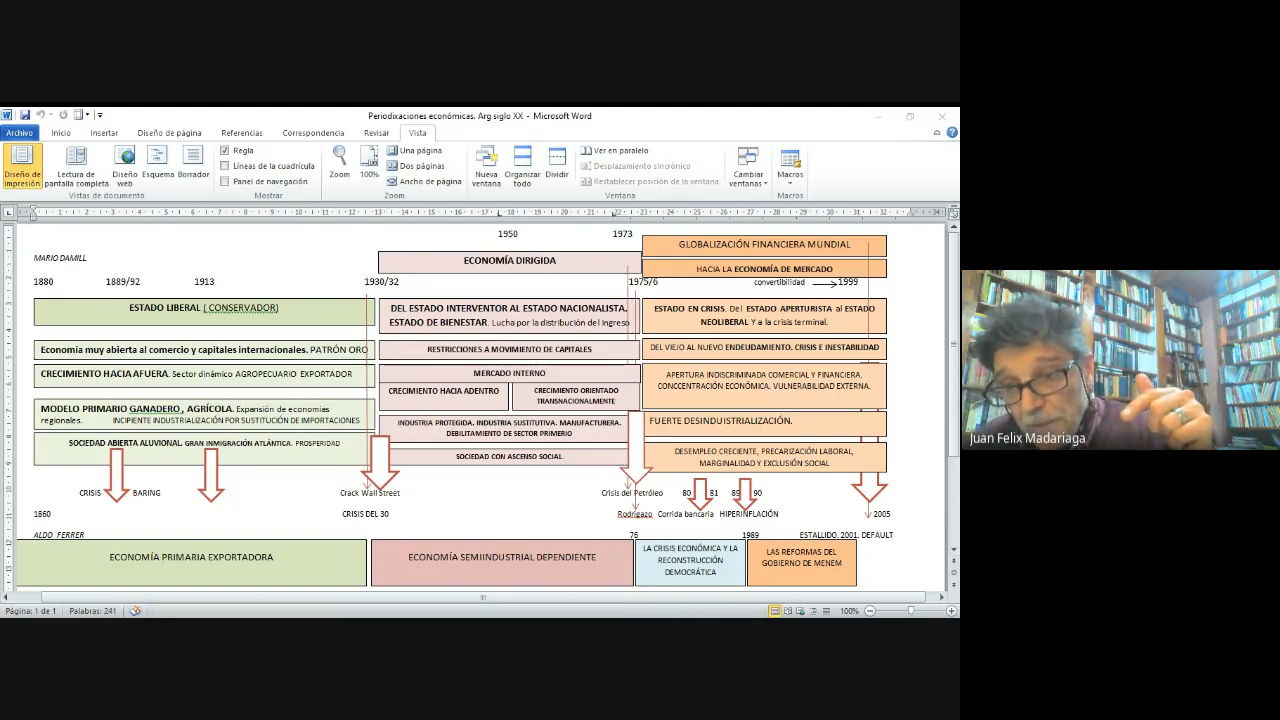 Periodixaciones económicas. Arg siglo XX - Microsoft Word
Archivo Inicio Insertar Diseño de página Referencias Correspondencia Revisar Vista
Diseño de impresión
Lectura de pantalla completa
Diseño web
Esquema
Borrador
Vistas de documento
Regla
Líneas de la cuadrícula
Panel de navegación
Mostrar
Zoom
100%
Una página
Dos páginas
Ancho de página
Zoom
Nueva ventana
Organizar todo
Dividir
Ver en paralelo
Desplazamiento sincrónico
Restablecer posición de la ventana
Ventana
Cambiar ventanas
Macros
Macros
1950 1973
GLOBALIZACIÓN FINANCIERA MUNDIAL
MARIO DAMILL
ECONOMÍA DIRIGIDA
HACIA LA ECONOMÍA DE MERCADO
1880 1889/92 1913 1930/32 1975/6 convertibilidad 1999
ESTADO LIBERAL ( CONSERVADOR)
DEL ESTADO INTERVENTOR AL ESTADO NACIONALISTA.
ESTADO DE BIENESTAR. Lucha por la distribución del ingreso
ESTADO EN CRISIS. Del ESTADO APERTURISTA al ESTADO
NEOLIBERAL Y a la crisis terminal.
Economía muy abierta al comercio y capitales internacionales. PATRÓN ORO
RESTRICCIONES A MOVIMIENTO DE CAPITALES
DEL VIEJO AL NUEVO ENDEUDAMIENTO. CRISIS E INESTABILIDAD
CRECIMIENTO HACIA AFUERA. Sector dinámico AGROPECUARIO EXPORTADOR
MERCADO INTERNO
CRECIMIENTO HACIA ADENTRO
CRECIMIENTO ORIENTADO
TRANSNACIONALMENTE
APERTURA INDISCRIMINADA COMERCIAL Y FINANCIERA.
CONCCENTRACIÓN ECONÓMICA. VULNERABILIDAD EXTERNA.
MODELO PRIMARIO GANADERO , AGRÍCOLA. Expansión de economías
regionales. INCIPIENTE INDUSTRIALIZACIÓN POR SUSTITUCIÓN DE IMPORTACIONES
INDUSTRIA PROTEGIDA. INDUSTRIA SUSTITUTIVA. MANUFACTURERA.
DEBILITAMIENTO DE SECTOR PRIMERIO
FUERTE DESINDUISTRIALIZACIÓN.
SOCIEDAD ABIERTA ALUVIONAL. GRAN INMIGRACIÓN ATLÁNTICA. PROSPERIDAD
SOCIEDAD CON ASCENSO SOCIAL.
DESEMPLEO CRECIENTE, PRECARIZACIÓN LABORAL,
MARGINALIDAD Y EXCLUSIÓN SOCIAL
CRISIS BARING Crack Wall Street Crisis del Petróleo 80 81 89 90
1860 CRISIS DEL 30 Rodrigazo Corrida bancaria HIPERINFLACIÓN 2005
ALDO FERRER 76 1989 ESTALLIDO. 2001. DEFAULT
ECONOMÍA PRIMARIA EXPORTADORA
ECONOMÍA SEMIINDUSTRIAL DEPENDIENTE
LA CRISIS ECONÓMICA Y LA
RECONSTRUCCIÓN
DEMOCRÁTICA
LAS REFORMAS DEL
GOBIERNO DE MENEM
Página: 1 de 1 Palabras: 241 100%
Juan Felix Madariaga